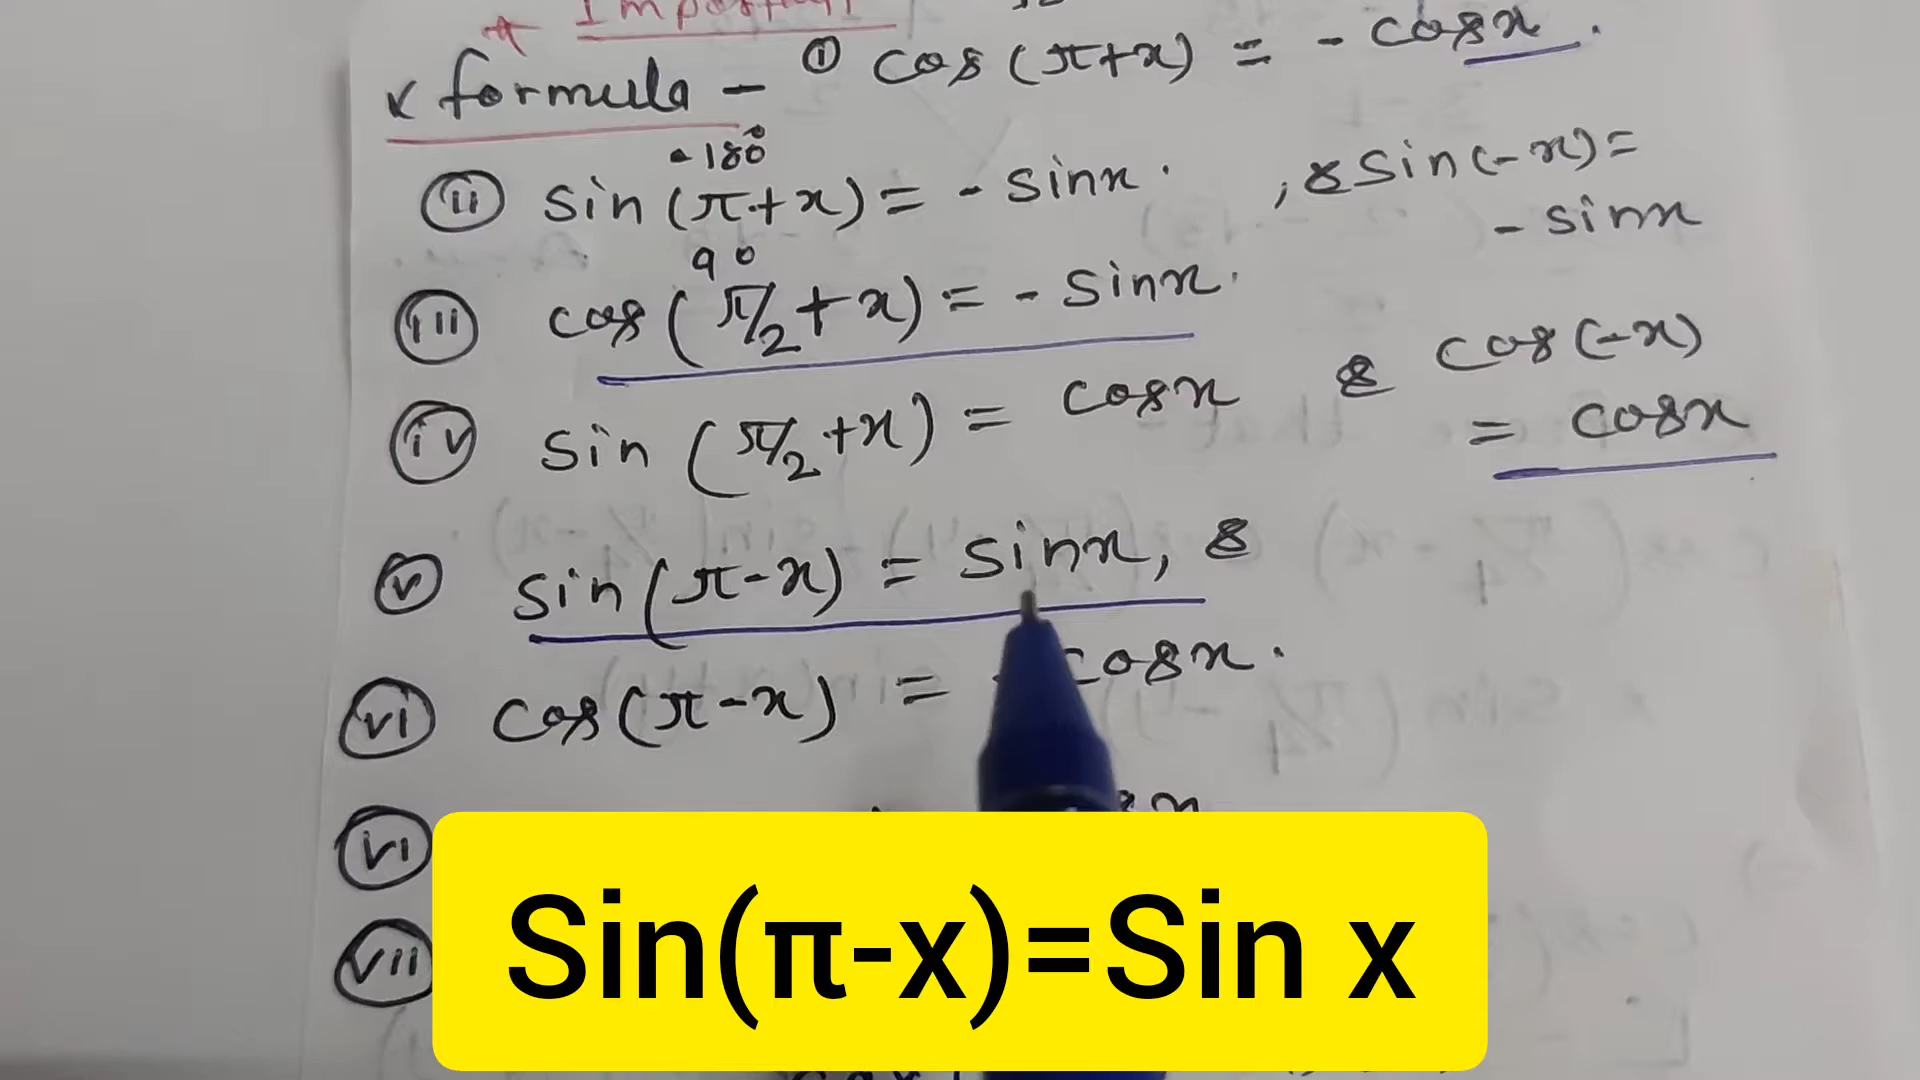 Important
formula - ① cos(π+x) = - cosx.
-180°
(ii) sin(π+x) = - sinx. , & sin(-x) =
- sinx
90
(iii) cos(π/2+x) = - sinx.
(iv) sin(π/2+x) = cosx & cos(-x)
= cosx
(v) sin(π-x) = sinx, &
(vi) cos(π-x) = cosx.
(vi)
(vii)
Sin(π-x)=Sin x